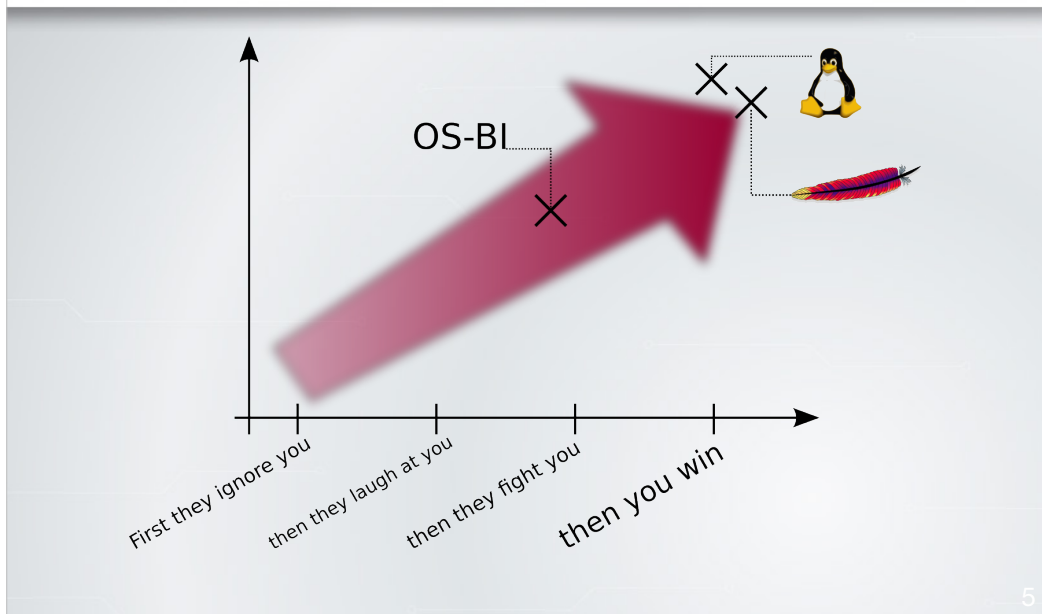 OS-BI
First they ignore you
then they laugh at you
then they fight you
then you win
5